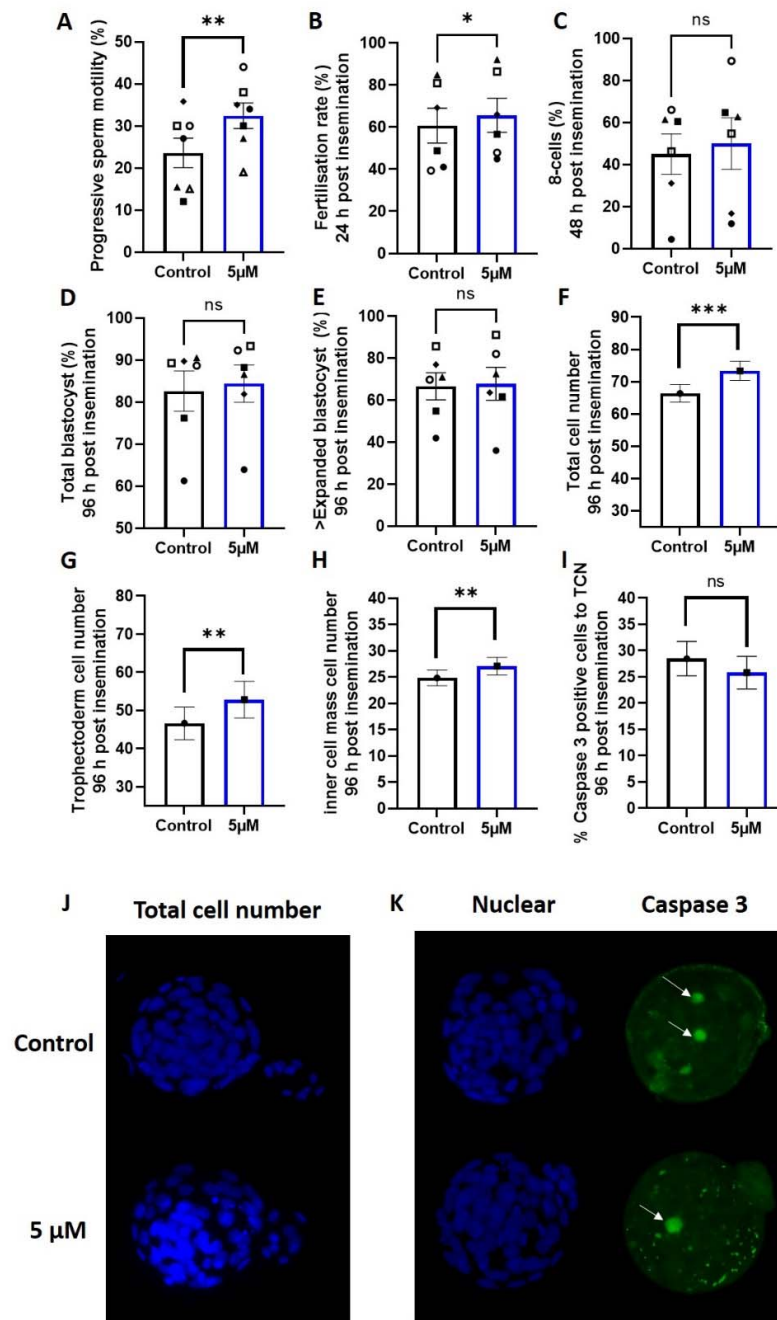 A
Progressive sperm motility (%)
**
50
40
30
20
10
0
Control
5µM
B
Fertilisation rate (%)
24 h post insemination
*
100
80
60
40
20
0
Control
5µM
C
8-cells (%)
48 h post insemination
ns
100
80
60
40
20
0
Control
5µM
D
Total blastocyst (%)
96 h post insemination
ns
100
90
80
70
60
50
Control
5µM
E
>Expanded blastocyst (%)
96 h post insemination
ns
100
80
60
40
20
0
Control
5µM
F
Total cell number
96 h post insemination
***
90
80
70
60
50
40
30
Control
5µM
G
Trophectoderm cell number
96 h post insemination
**
80
70
60
50
40
30
Control
5µM
H
inner cell mass cell number
96 h post insemination
**
40
35
30
25
20
15
10
5
0
Control
5µM
I
% Caspase 3 positive cells to TCN
96 h post insemination
ns
40
35
30
25
20
15
10
5
0
Control
5µM
J
Total cell number
K
Nuclear
Caspase 3
Control
5 µM